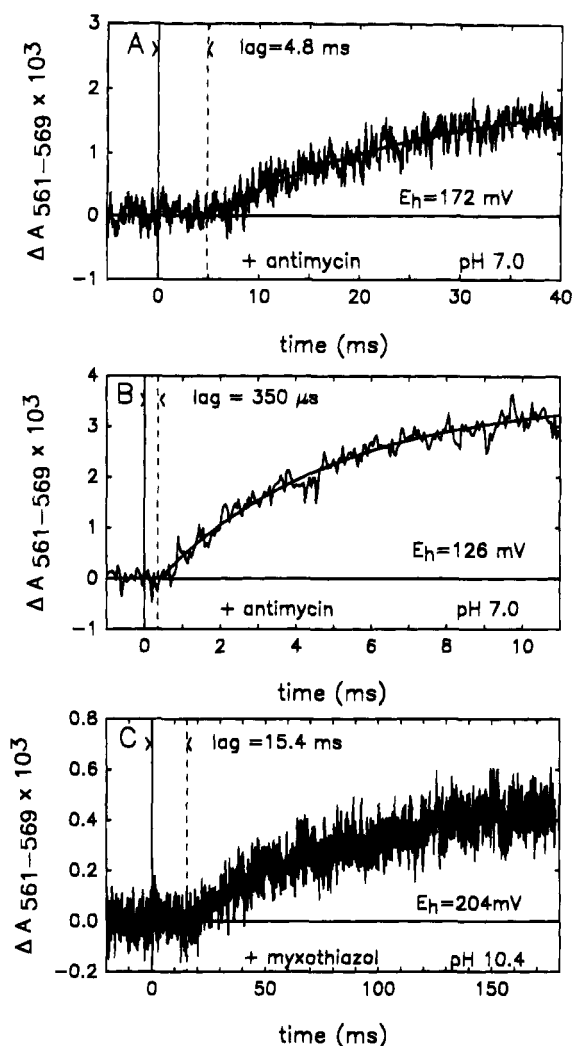 A
lag=4.8 ms
3
2
1
0
-1
Δ A 561-569 x 10³
Eh=172 mV
+ antimycin pH 7.0
0 10 20 30 40
time (ms)
B
lag = 350 µs
4
3
2
1
0
-1
Δ A 561-569 x 10³
Eh=126 mV
+ antimycin pH 7.0
0 2 4 6 8 10
time (ms)
C
lag =15.4 ms
0.8
0.6
0.4
0.2
0.0
-0.2
Δ A 561-569 x 10³
Eh=204mV
+ myxothiazol pH 10.4
0 50 100 150
time (ms)